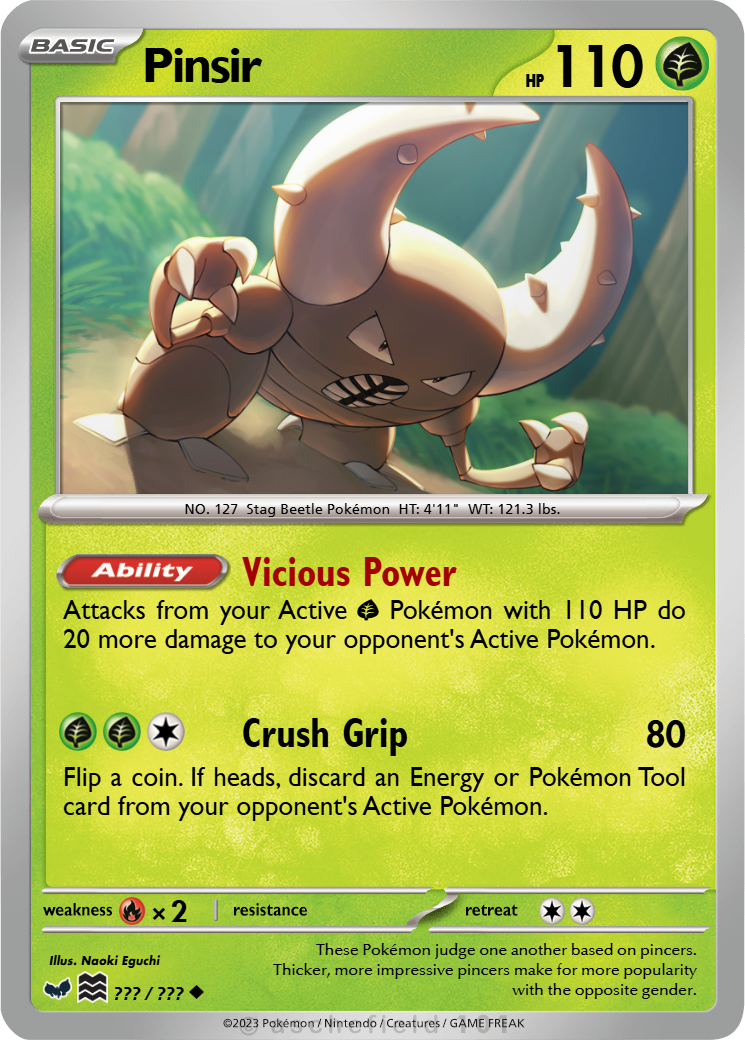 BASIC
Pinsir
HP 110
NO. 127 Stag Beetle Pokémon HT: 4'11" WT: 121.3 lbs.
Ability Vicious Power
Attacks from your Active Pokémon with 110 HP do
20 more damage to your opponent's Active Pokémon.
Crush Grip 80
Flip a coin. If heads, discard an Energy or Pokémon Tool
card from your opponent's Active Pokémon.
weakness × 2 resistance retreat
Illus. Naoki Eguchi
??? / ???
These Pokémon judge one another based on pincers.
Thicker, more impressive pincers make for more popularity
with the opposite gender.
©2023 Pokémon / Nintendo / Creatures / GAME FREAK